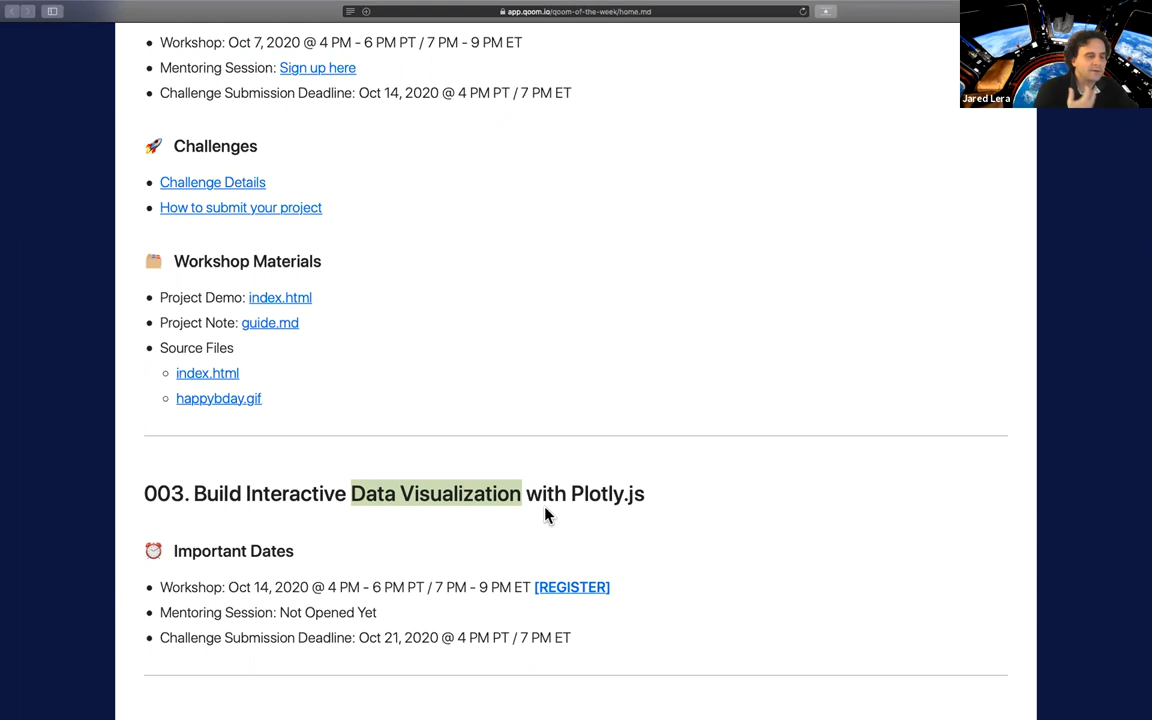 app.qoom.io/qoom-of-the-week/home.md
Jared Lera
Workshop: Oct 7, 2020 @ 4 PM - 6 PM PT / 7 PM - 9 PM ET
Mentoring Session: Sign up here
Challenge Submission Deadline: Oct 14, 2020 @ 4 PM PT / 7 PM ET
Challenges
Challenge Details
How to submit your project
Workshop Materials
Project Demo: index.html
Project Note: guide.md
Source Files
index.html
happybday.gif
003. Build Interactive Data Visualization with Plotly.js
Important Dates
Workshop: Oct 14, 2020 @ 4 PM - 6 PM PT / 7 PM - 9 PM ET [REGISTER]
Mentoring Session: Not Opened Yet
Challenge Submission Deadline: Oct 21, 2020 @ 4 PM PT / 7 PM ET